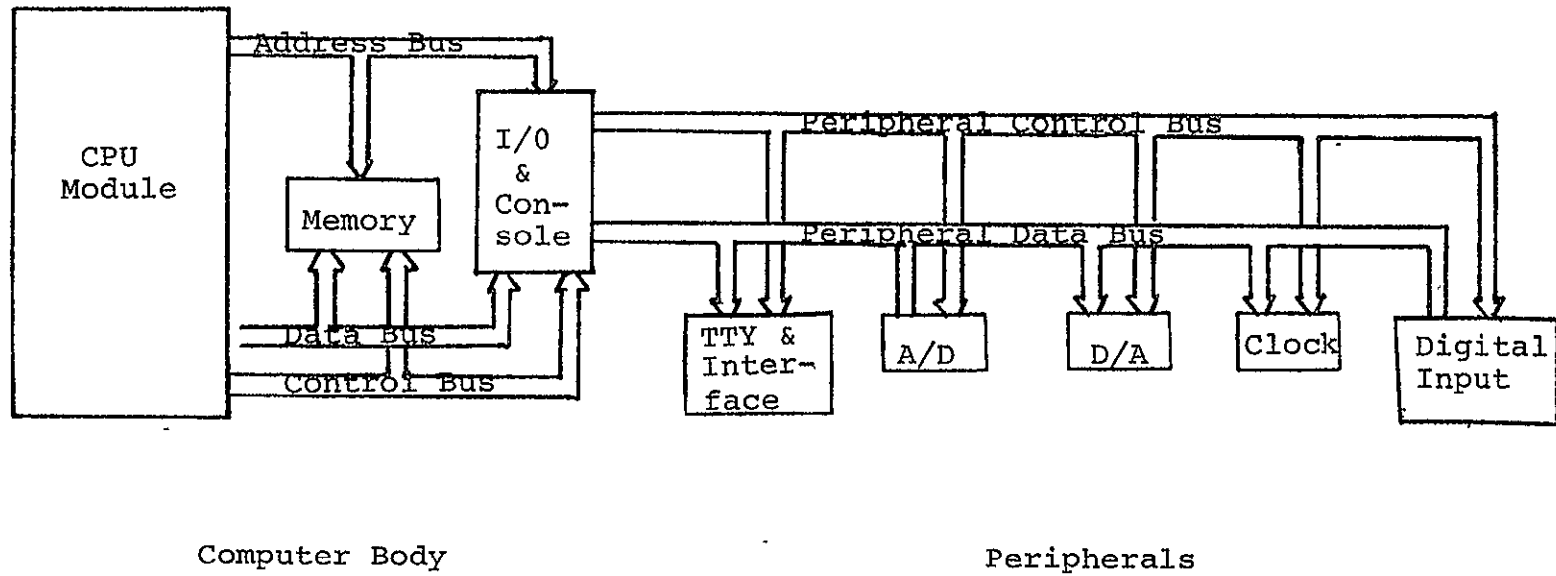 Address Bus
CPU
Module
Memory
I/0
&
Con-
sole
Data Bus
Control Bus
Peripheral Control Bus
Peripheral Data Bus
TTY &
Inter-
face
A/D
D/A
Clock
Digital
Input
Computer Body
Peripherals